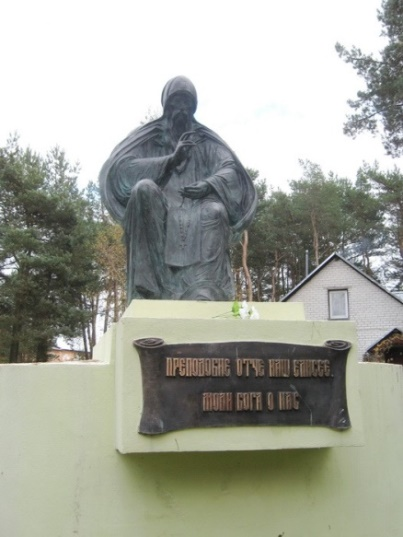 ПРЕПОДОБНЕ ОТЧЕ НАШ ЕЛИСЕЕ,
МОЛИ БОГА О НАС